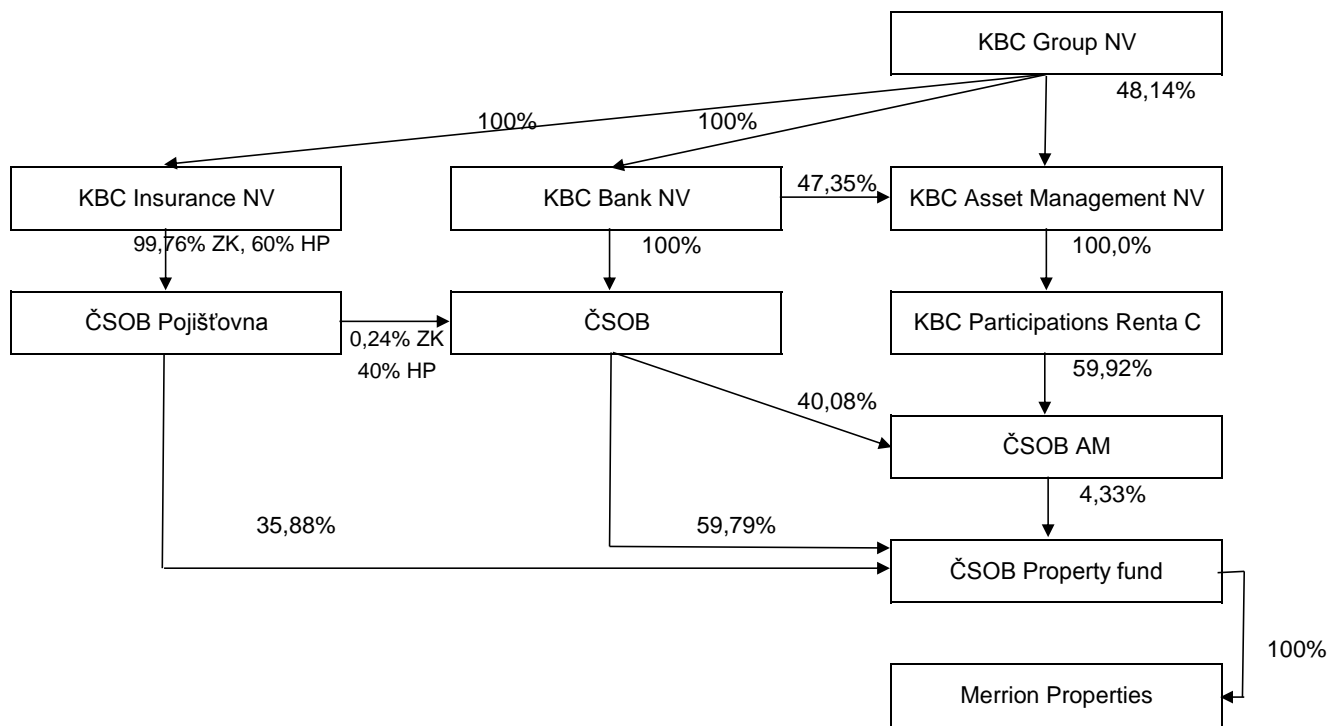 KBC Group NV
48,14%
100%
100%
KBC Insurance NV
KBC Bank NV
47,35%
KBC Asset Management NV
99,76% ZK, 60% HP
100%
100,0%
ČSOB Pojišťovna
0,24% ZK
40% HP
ČSOB
KBC Participations Renta C
59,92%
40,08%
ČSOB AM
4,33%
35,88%
59,79%
ČSOB Property fund
100%
Merrion Properties